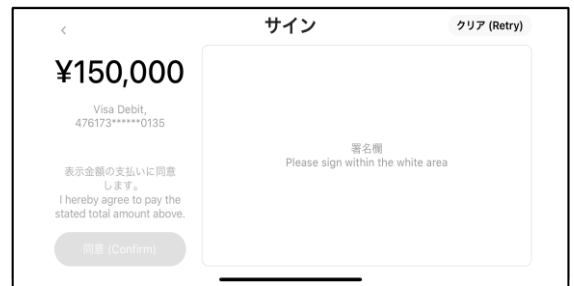 <
サイン
クリア (Retry)
¥150,000
Visa Debit,
476173******0135
表示金額の支払いに同意
します。
I hereby agree to pay the
stated total amount above.
同意 (Confirm)
署名欄
Please sign within the white area